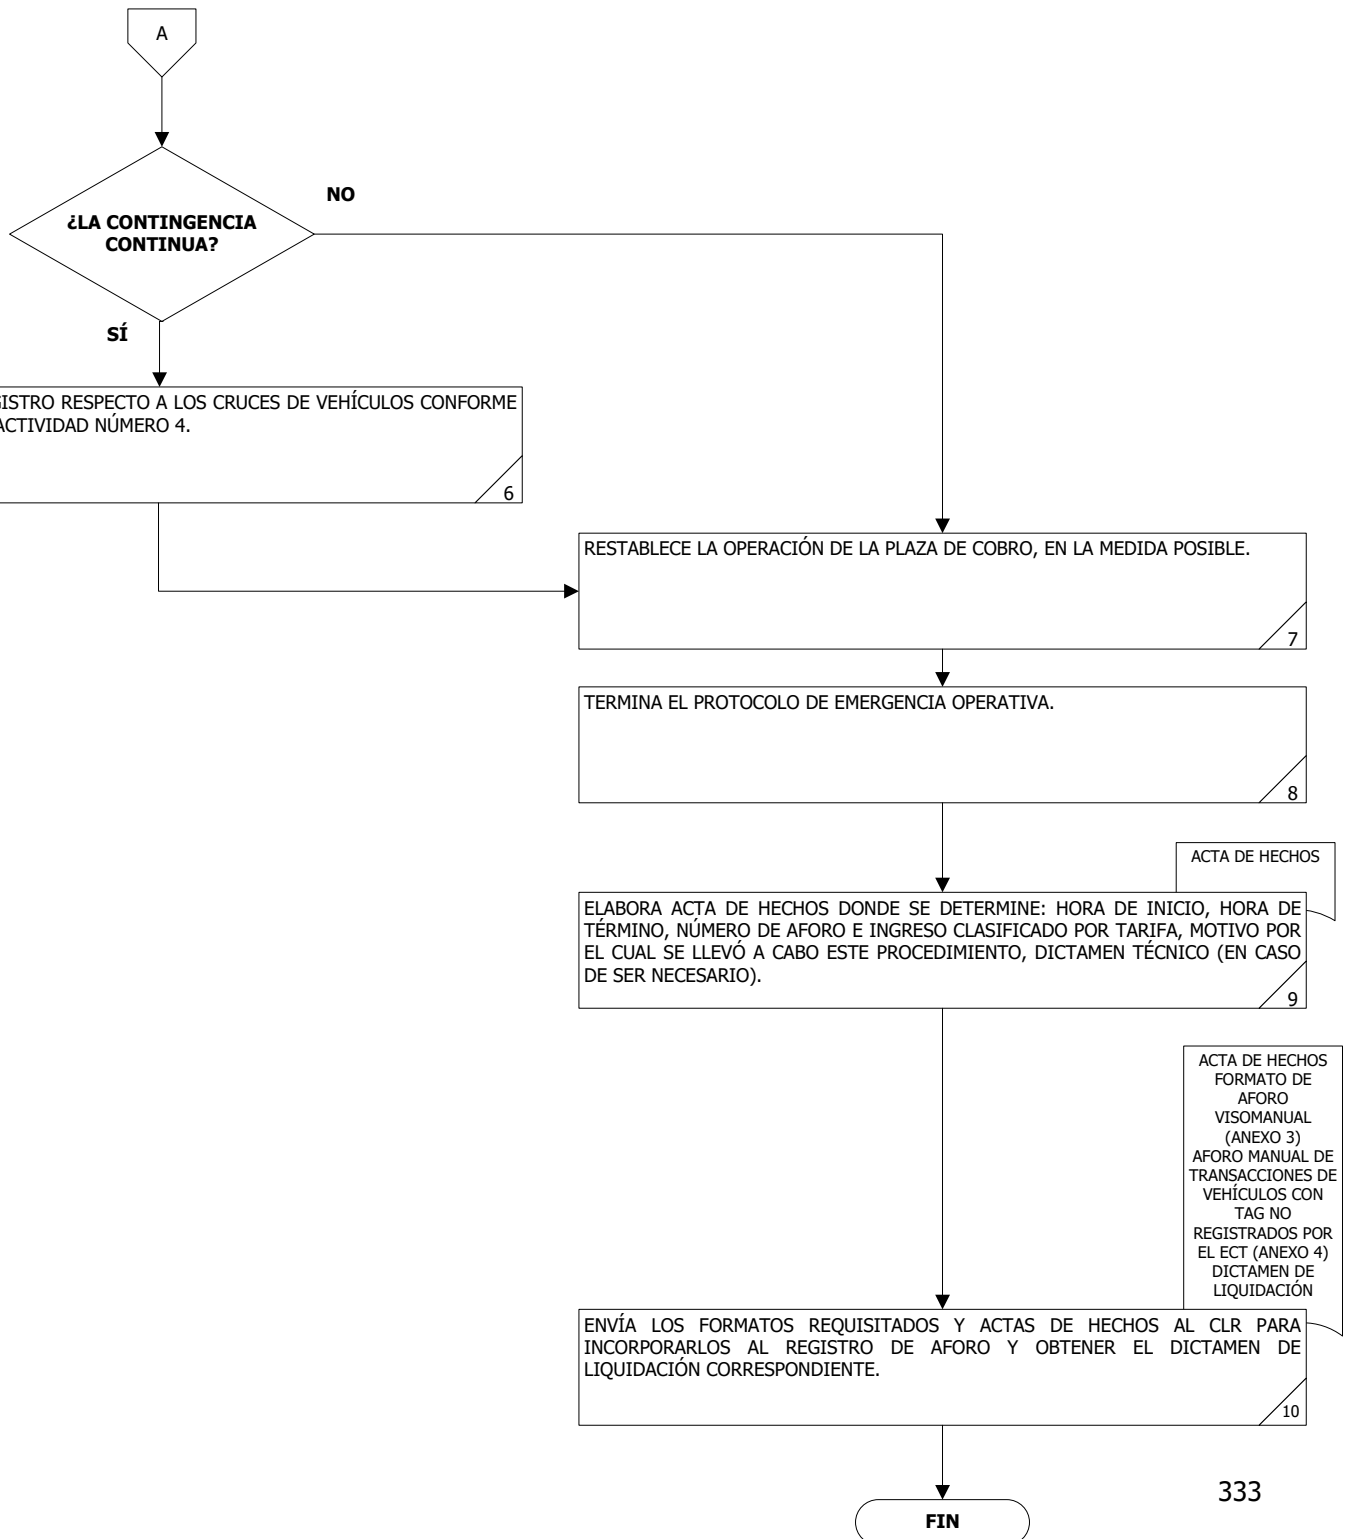 A
NO
¿LA CONTINGENCIA
CONTINUA?
SÍ
RESPECTO A LOS CRUCES DE VEHÍCULOS CONFORME
ACTIVIDAD NÚMERO 4.
6
RESTABLECE LA OPERACIÓN DE LA PLAZA DE COBRO, EN LA MEDIDA POSIBLE.
7
TERMINA EL PROTOCOLO DE EMERGENCIA OPERATIVA.
8
ACTA DE HECHOS
ELABORA ACTA DE HECHOS DONDE SE DETERMINE: HORA DE INICIO, HORA DE
TÉRMINO, NÚMERO DE AFORO E INGRESO CLASIFICADO POR TARIFA, MOTIVO POR
EL CUAL SE LLEVÓ A CABO ESTE PROCEDIMIENTO, DICTAMEN TÉCNICO (EN CASO
DE SER NECESARIO).
9
ACTA DE HECHOS
FORMATO DE
AFORO
VISOMANUAL
(ANEXO 3)
AFORO MANUAL DE
TRANSACCIONES DE
VEHÍCULOS CON
TAG NO
REGISTRADOS POR
EL ECT (ANEXO 4)
DICTAMEN DE
LIQUIDACIÓN
ENVÍA LOS FORMATOS REQUISITADOS Y ACTAS DE HECHOS AL CLR PARA
INCORPORARLOS AL REGISTRO DE AFORO Y OBTENER EL DICTAMEN DE
LIQUIDACIÓN CORRESPONDIENTE.
10
333
FIN